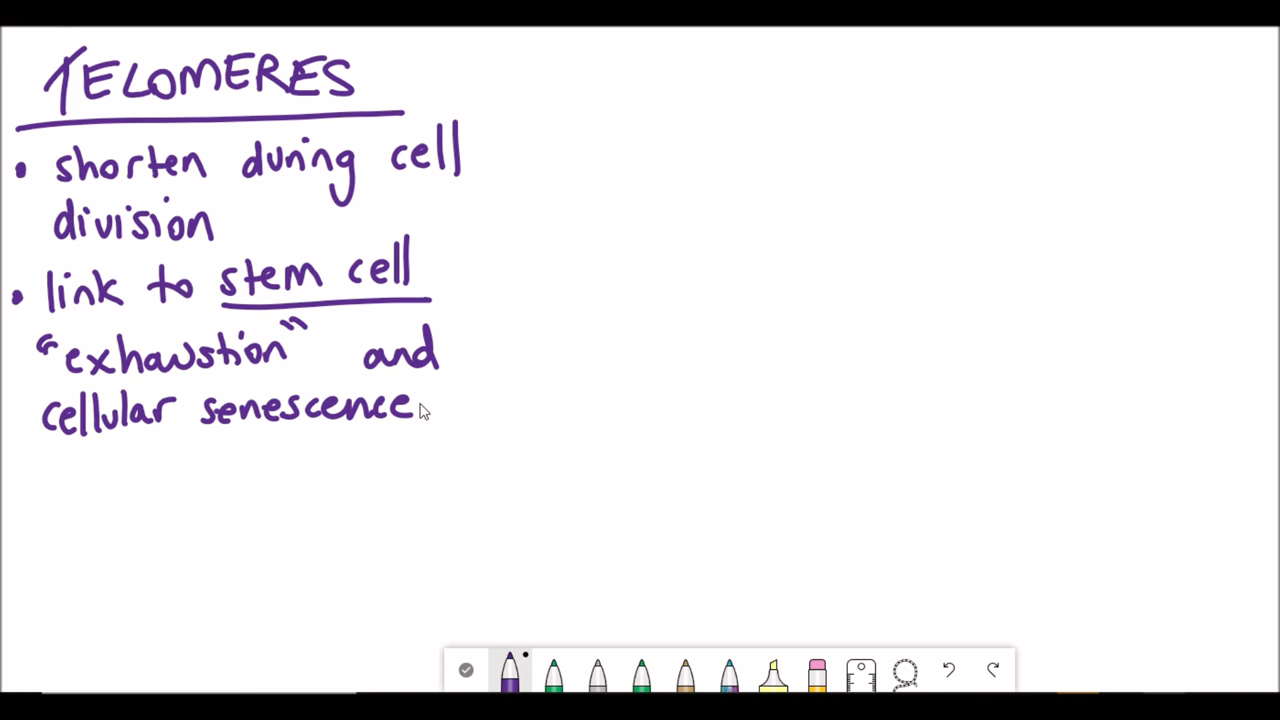 TELOMERES
• shorten during cell
division
• link to stem cell
"exhaustion" and
cellular senescence